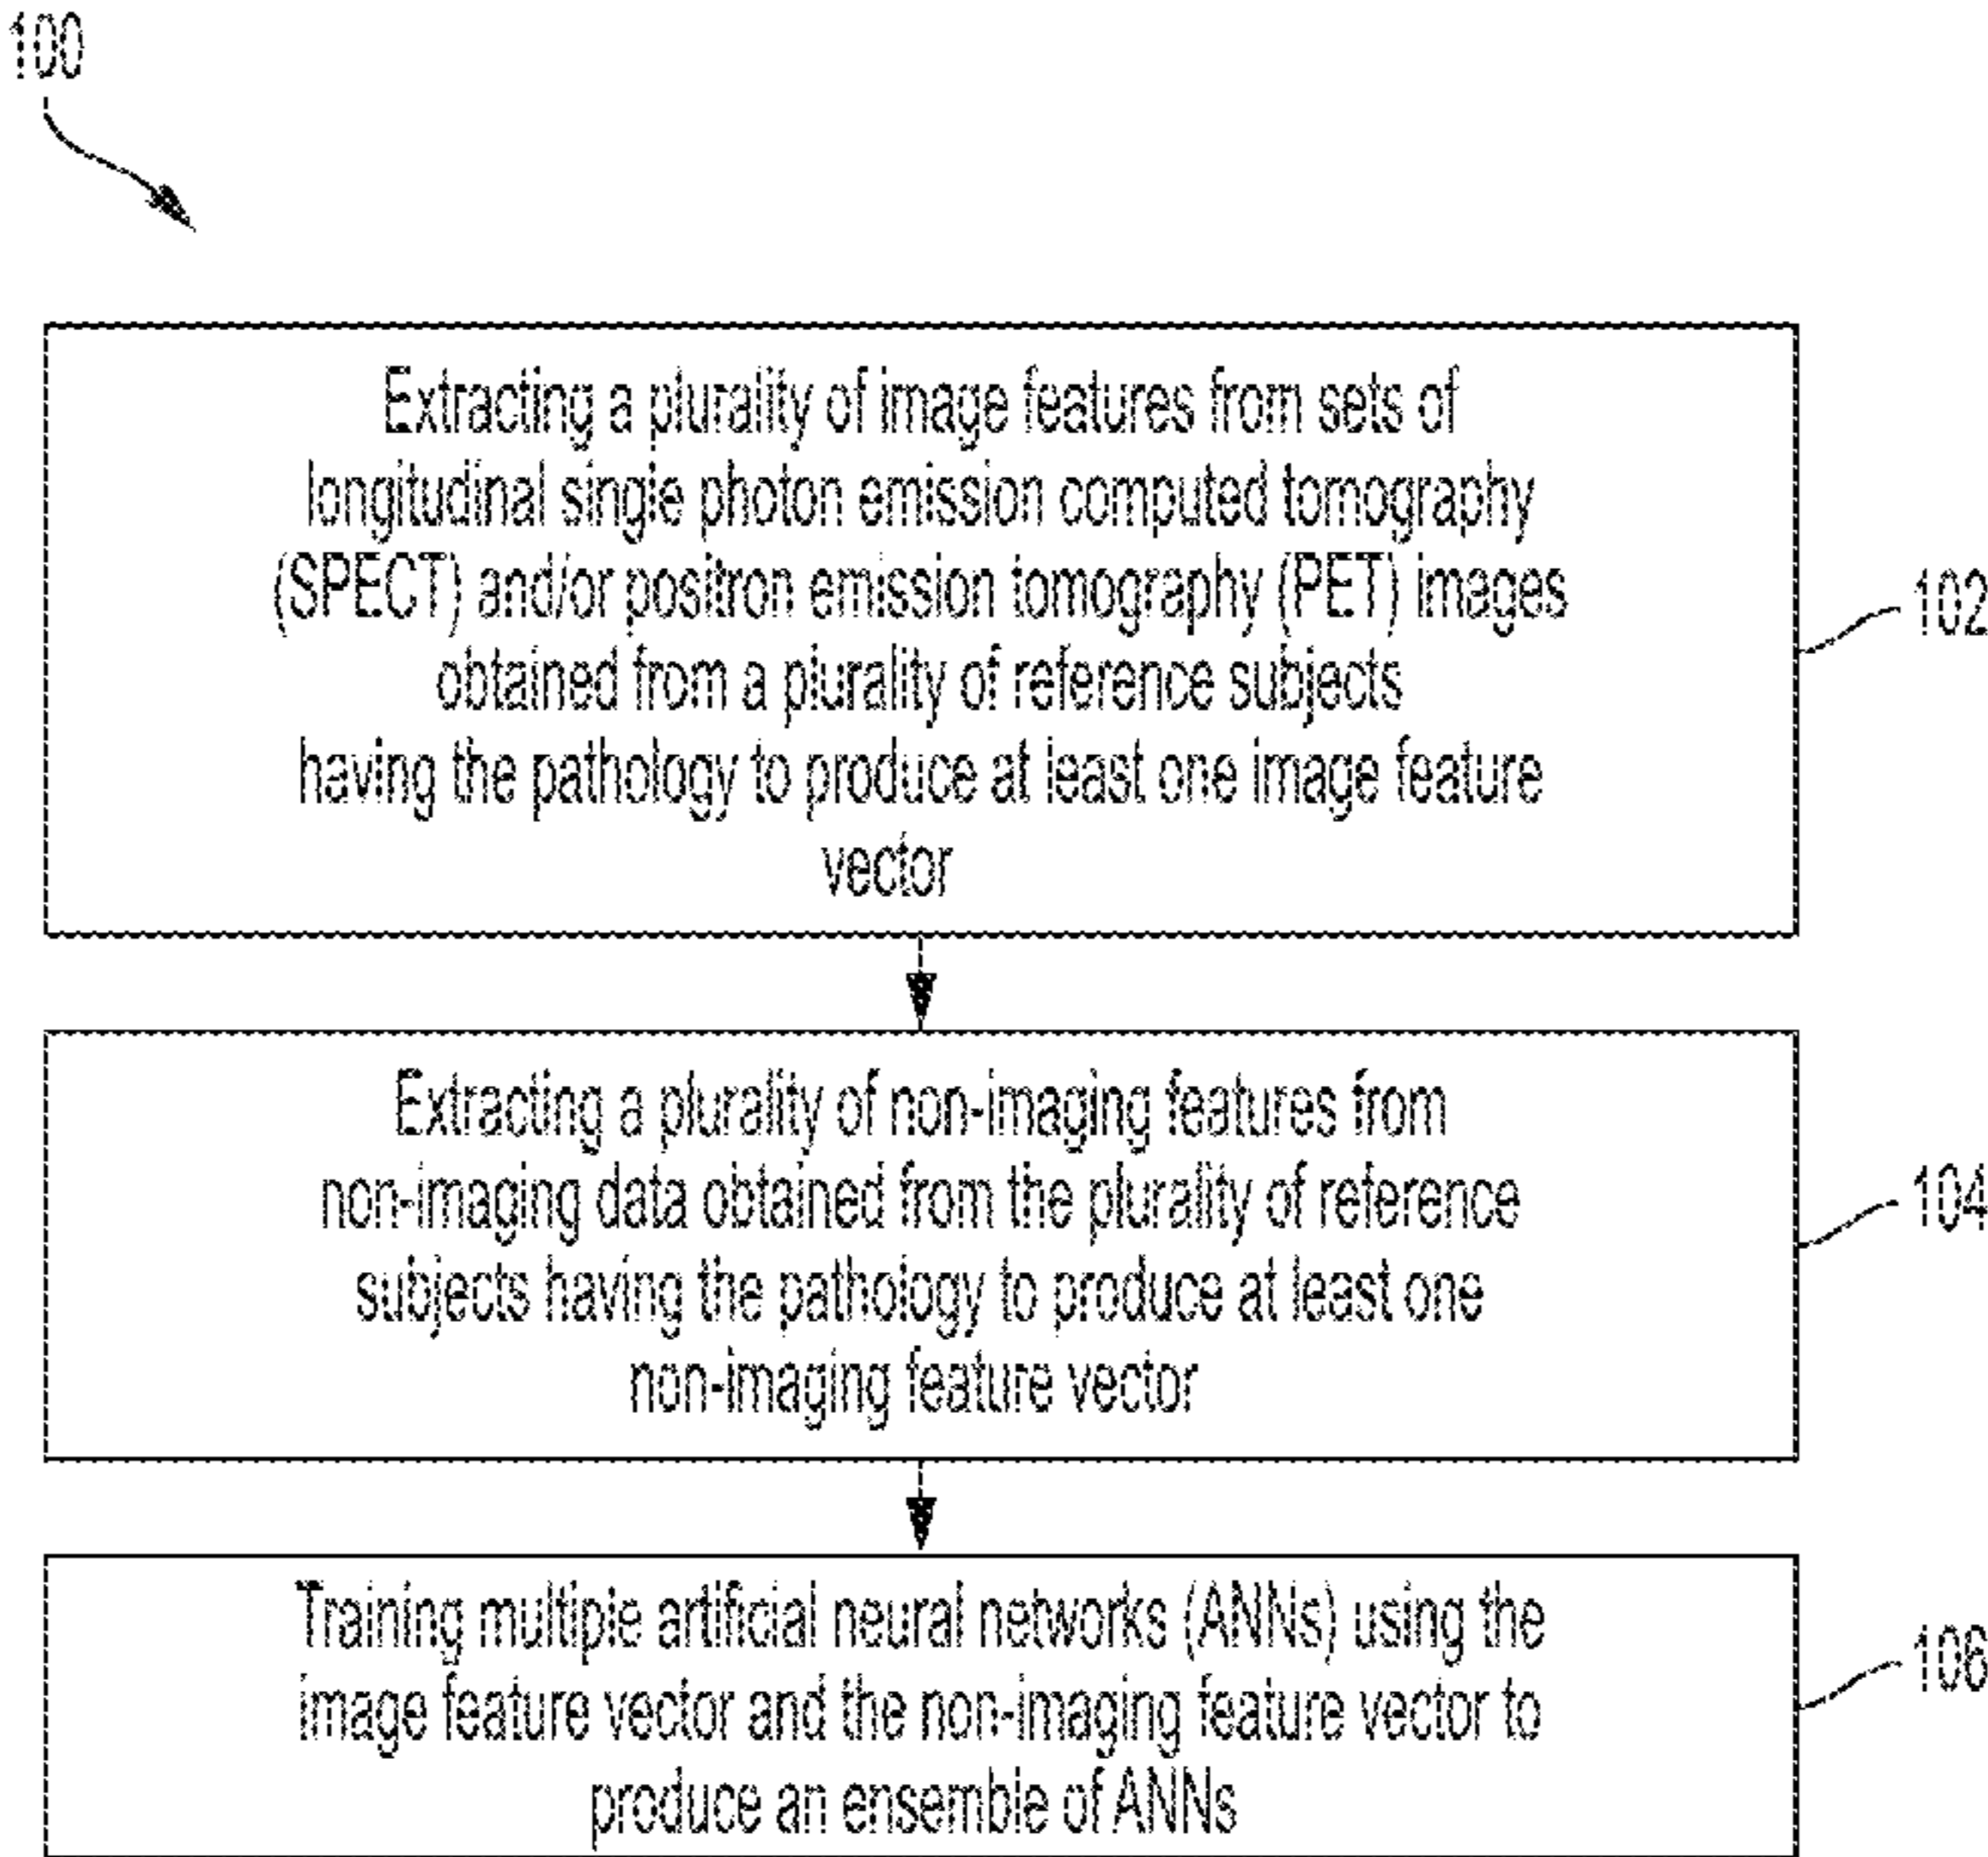 100
Extracting a plurality of image features from sets of
longitudinal single photon emission computed tomography
(SPECT) and/or positron emission tomography (PET) images
obtained from a plurality of reference subjects
having the pathology to produce at least one image feature
vector
102
Extracting a plurality of non-imaging features from
non-imaging data obtained from the plurality of reference
subjects having the pathology to produce at least one
non-imaging feature vector
104
Training multiple artificial neural networks (ANNs) using the
image feature vector and the non-imaging feature vector to
produce an ensemble of ANNs
106